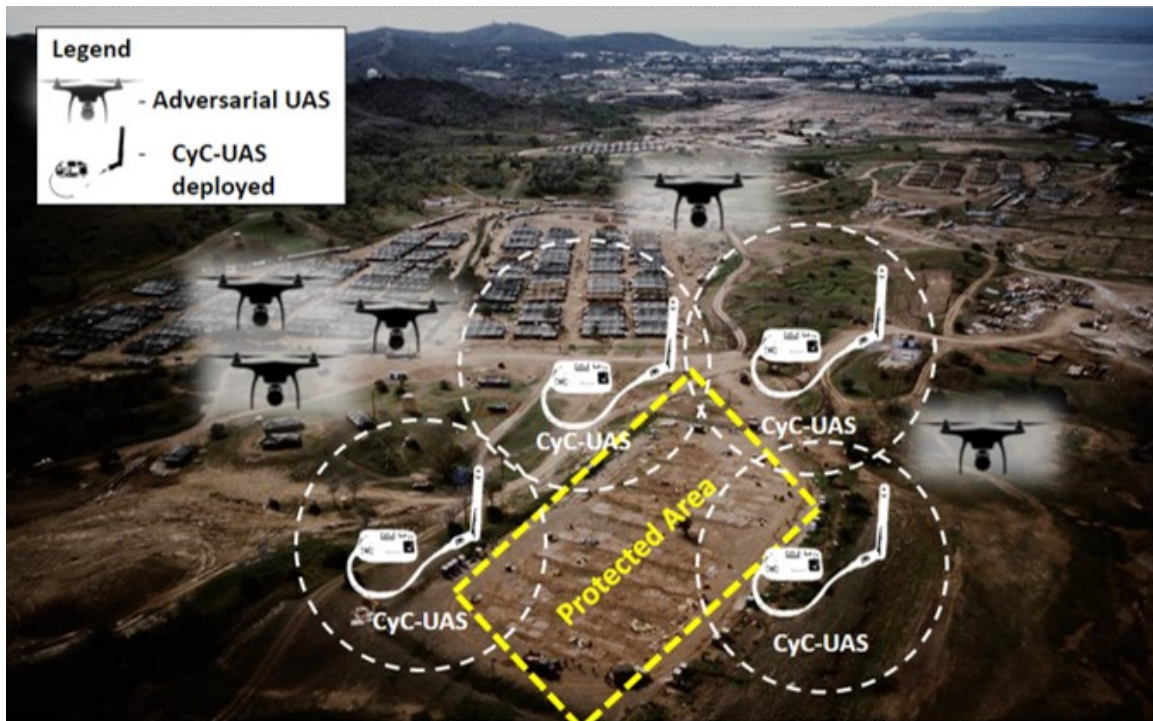 Legend
- Adversarial UAS
- CyC-UAS
deployed
CyC-UAS
CyC-UAS
Protected Area
CyC-UAS
CyC-UAS